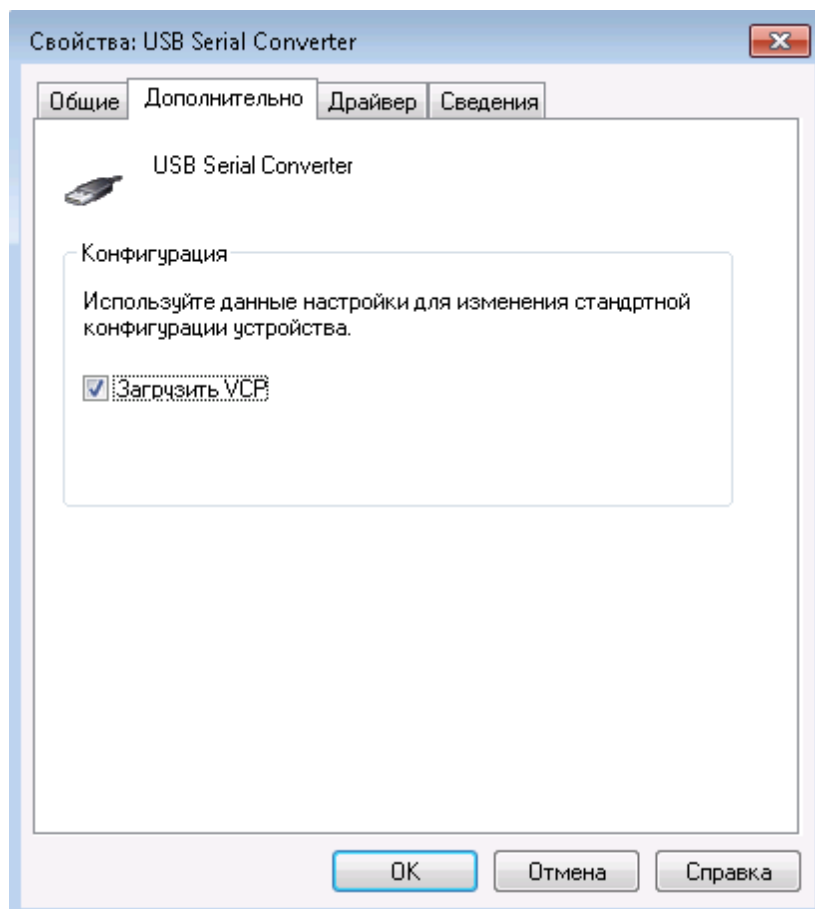 Свойства: USB Serial Converter
Общие Дополнительно Драйвер Сведения
USB Serial Converter
Конфигурация
Используйте данные настройки для изменения стандртной
конфигурации устройства.
Загрузить VCP
OK Отмена Справка